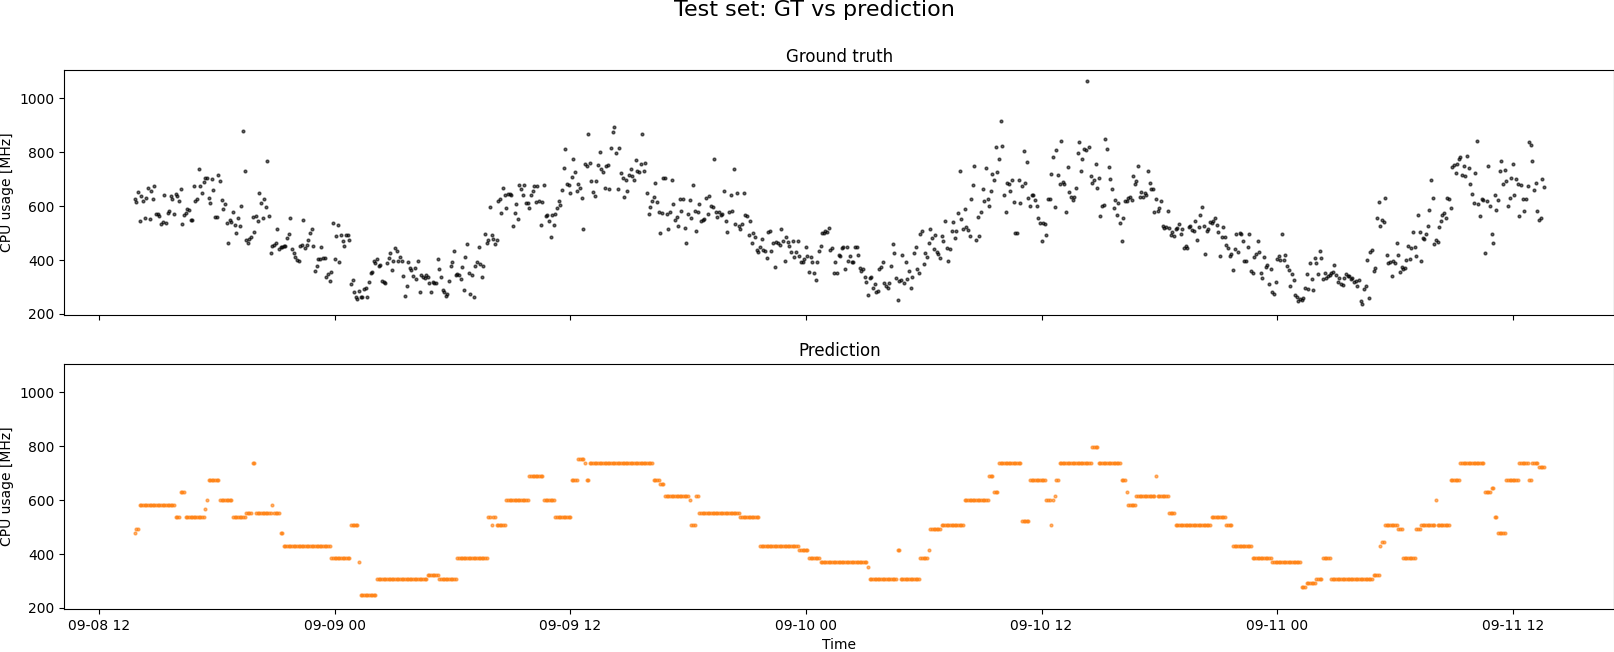 Test set: GT vs prediction
Ground truth
1000
800
600
400
200
CPU usage [MHz]
Prediction
1000
800
600
400
200
CPU usage [MHz]
09-08 12 09-09 00 09-09 12 09-10 00 09-10 12 09-11 00 09-11 12
Time